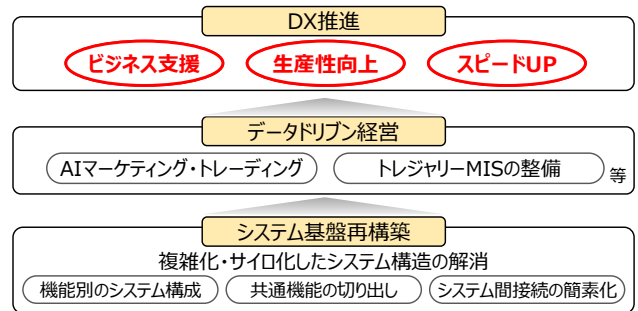 DX推進
ビジネス支援 生産性向上 スピードUP
データドリブン経営
AIマーケティング・トレーディング トレジャリーMISの整備 等
システム基盤再構築
複雑化・サイロ化したシステム構造の解消
機能別のシステム構成 共通機能の切り出し システム間接続の簡素化